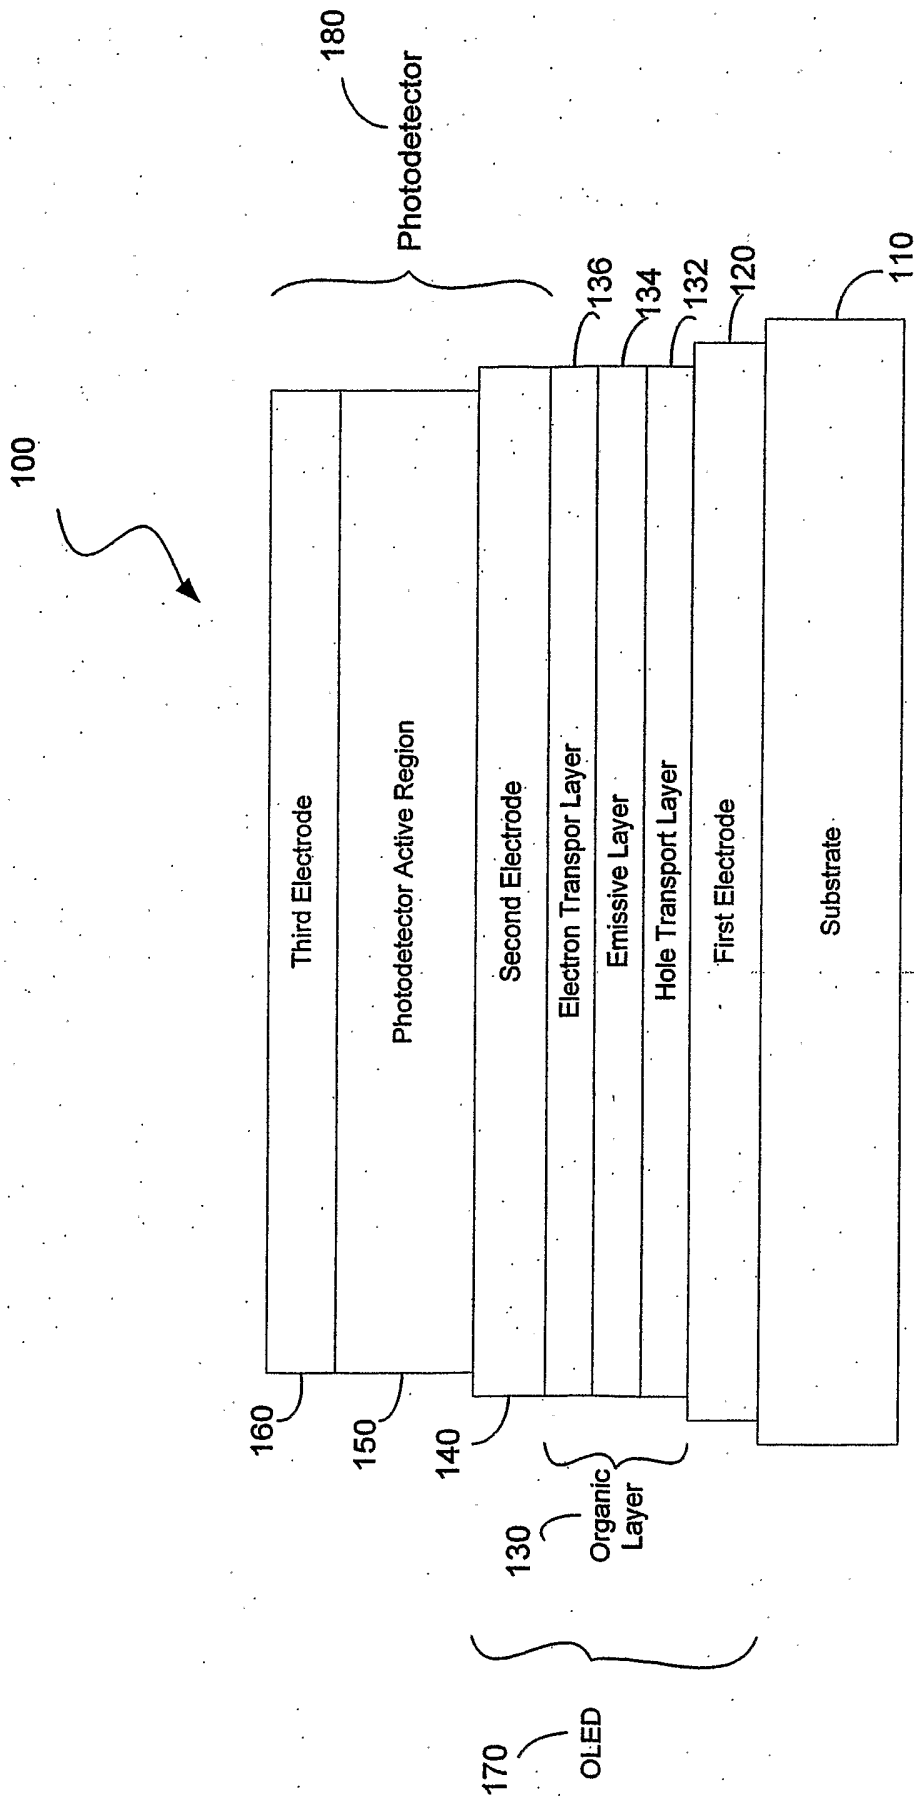 100
180
Photodetector
160
Third Electrode
150
Photodetector Active Region
140
Second Electrode
Electron Transpor Layer
136
Emissive Layer
134
Hole Transport Layer
132
130
Organic
Layer
First Electrode
120
Substrate
110
170
OLED